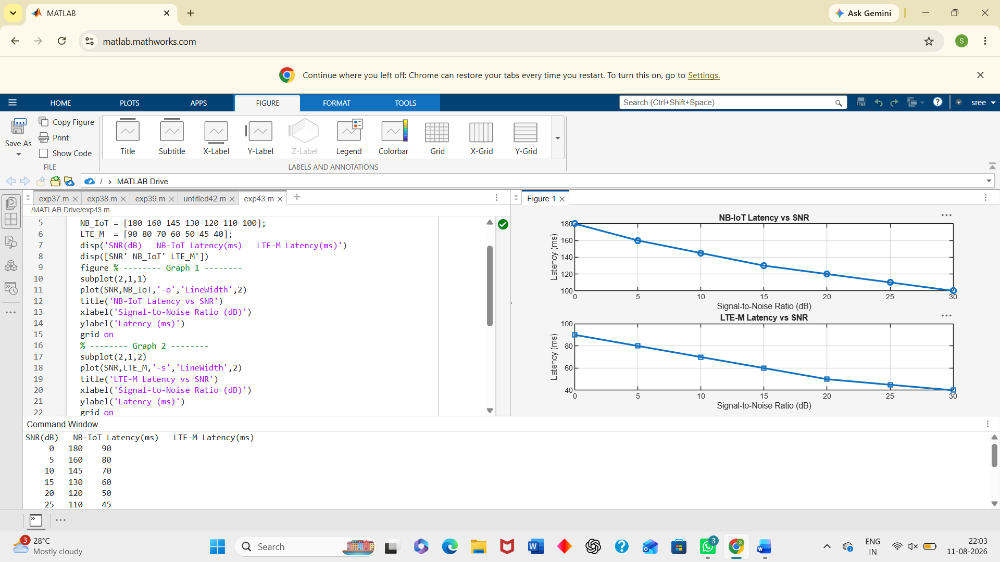 MATLAB
Ask Gemini
matlab.mathworks.com
S
Continue where you left off: Chrome can restore your tabs every time you restart. To turn this on, go to Settings.
HOME PLOTS APPS FIGURE FORMAT TOOLS
Search (Ctrl+Shift+Space)
sree
Save As
Copy Figure
Print
Show Code
FILE
Title Subtitle X-Label Y-Label Z-Label Legend Colorbar Grid X-Grid Y-Grid
LABELS AND ANNOTATIONS
/ › MATLAB Drive
exp37.m exp38.m exp39.m untitled42.m exp43.m
/MATLAB Drive/exp43.m
5 NB_IoT = [180 160 145 130 120 110 100];
6 LTE_M  = [90 80 70 60 50 45 40];
7 disp('SNR(dB)   NB-IoT Latency(ms)   LTE-M Latency(ms)')
8 disp([SNR' NB_IoT' LTE_M'])
9 figure % -------- Graph 1 --------
10 subplot(2,1,1)
11 plot(SNR,NB_IoT,'-o','LineWidth',2)
12 title('NB-IoT Latency vs SNR')
13 xlabel('Signal-to-Noise Ratio (dB)')
14 ylabel('Latency (ms)')
15 grid on
16 % -------- Graph 2 --------
17 subplot(2,1,2)
18 plot(SNR,LTE_M,'-s','LineWidth',2)
19 title('LTE-M Latency vs SNR')
20 xlabel('Signal-to-Noise Ratio (dB)')
21 ylabel('Latency (ms)')
22 grid on
Figure 1
NB-IoT Latency vs SNR
Latency (ms)
180
160
140
120
100
0 5 10 15 20 25 30
Signal-to-Noise Ratio (dB)
LTE-M Latency vs SNR
Latency (ms)
100
80
60
40
0 5 10 15 20 25 30
Signal-to-Noise Ratio (dB)
Command Window
SNR(dB)   NB-IoT Latency(ms)   LTE-M Latency(ms)
0 180 90
5 160 80
10 145 70
15 130 60
20 120 50
25 110 45
3
28°C
Mostly cloudy
Search
3
ENG
IN
22:03
11-08-2026